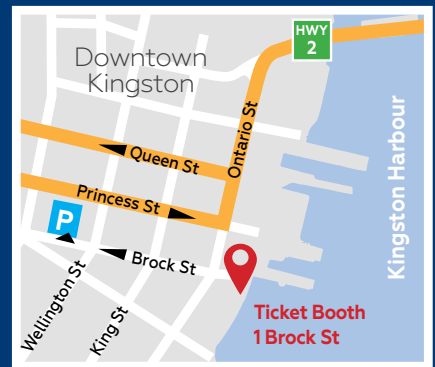 HWY
2
Downtown
Kingston
Ontario St
Queen St
Princess St
P
Brock St
Wellington St
King St
Kingston Harbour
Ticket Booth
1 Brock St